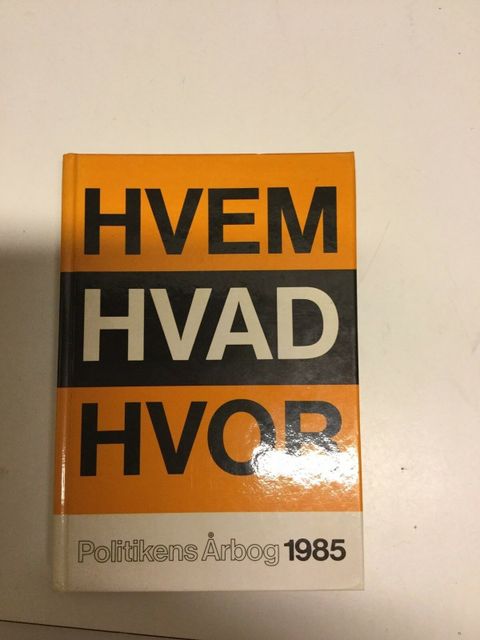 HVEM
HVAD
HVOR
Politikens Årbog 1985